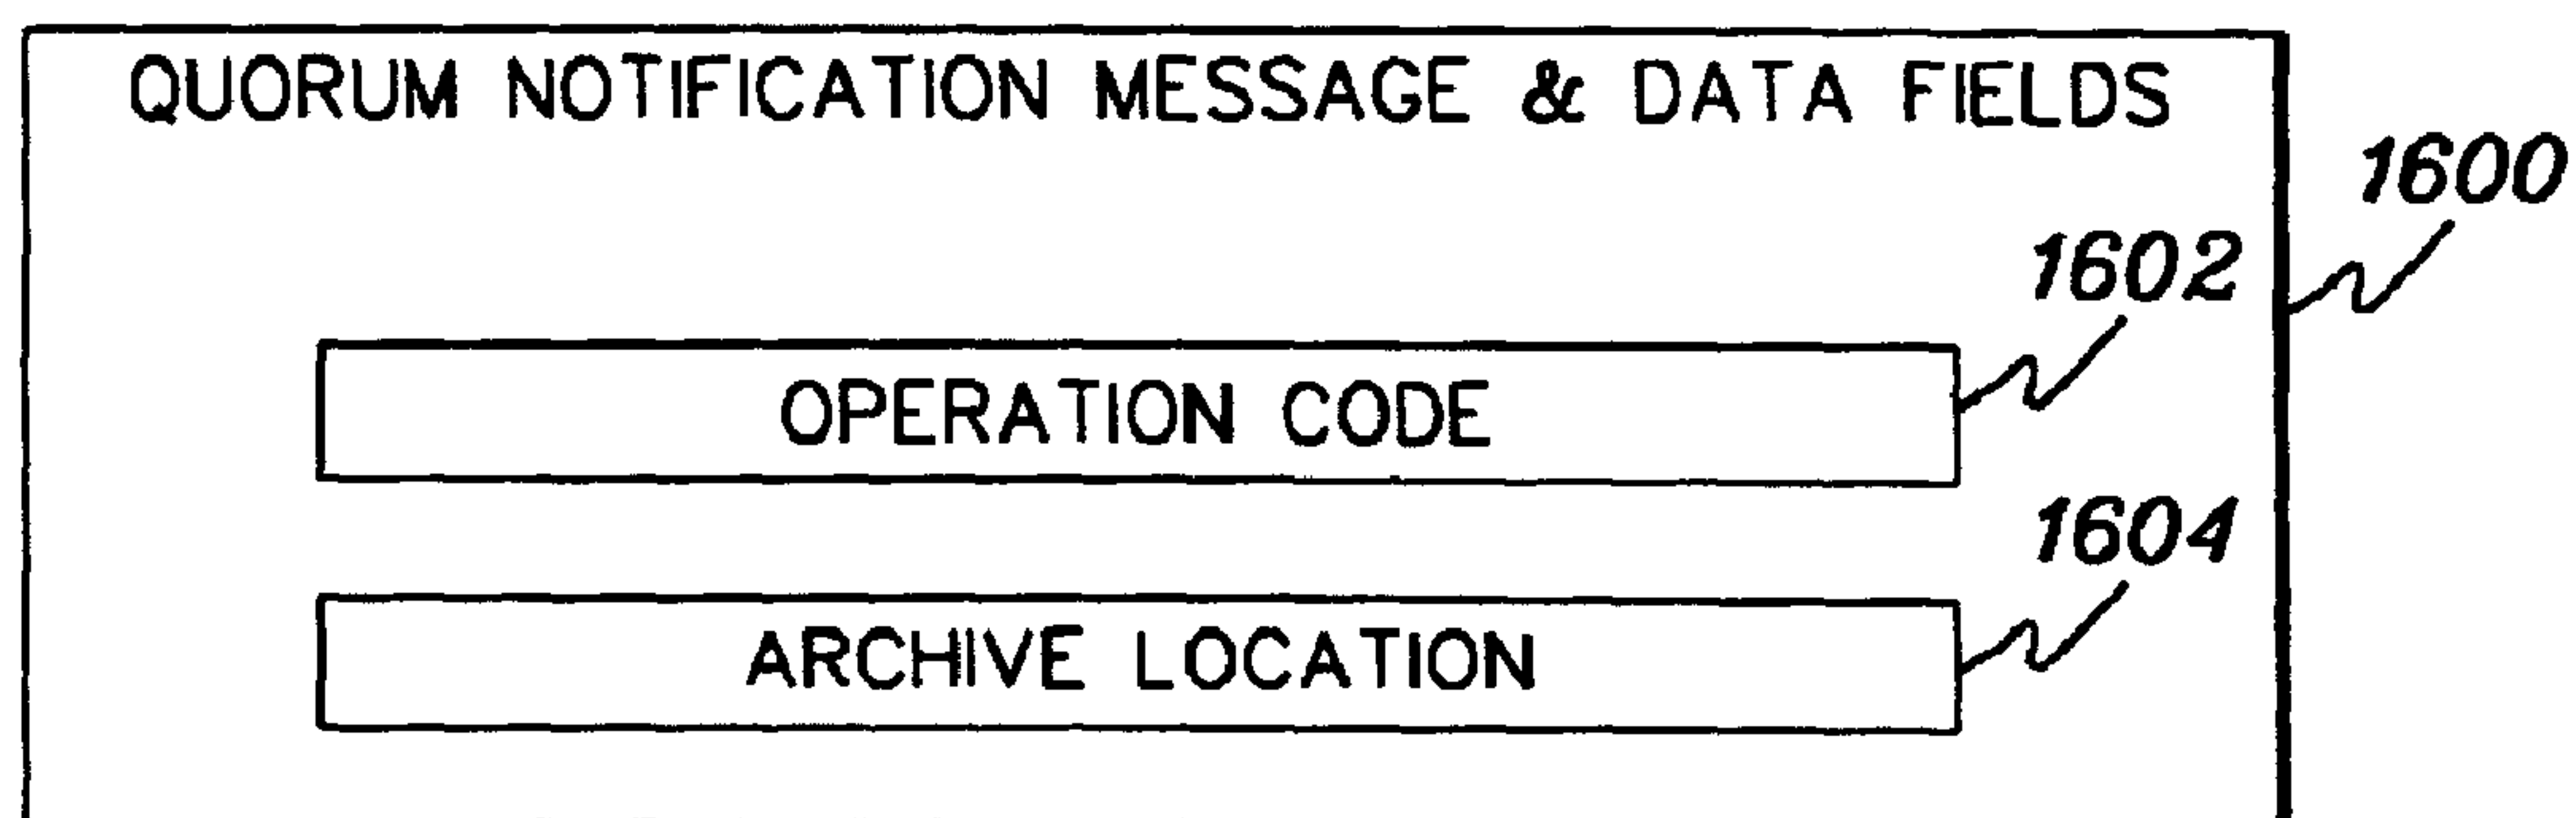 QUORUM NOTIFICATION MESSAGE & DATA FIELDS
1600
1602
OPERATION CODE
1604
ARCHIVE LOCATION